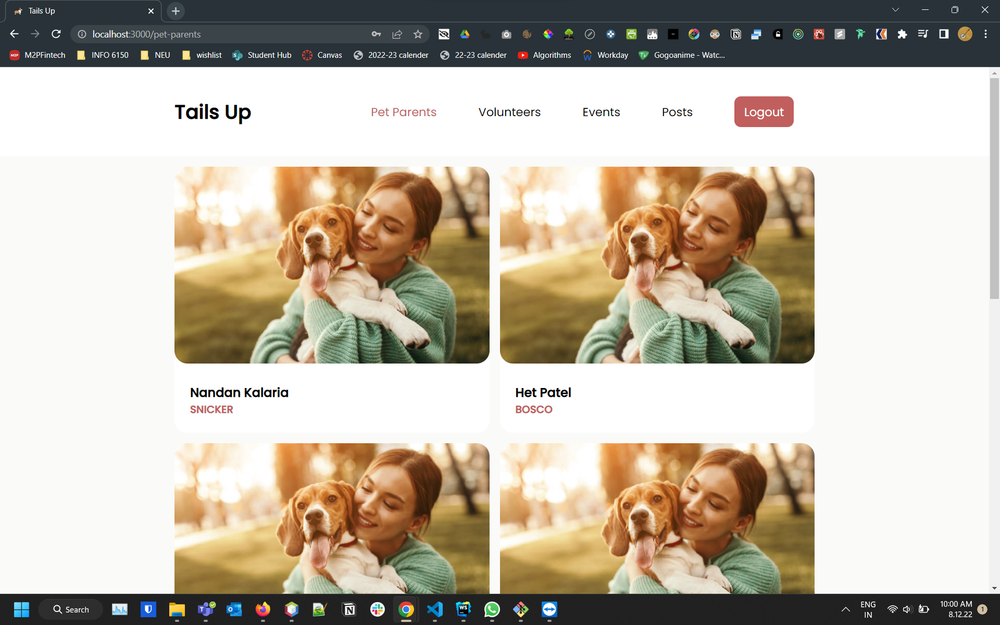 Tails Up
localhost:3000/pet-parents
M2P M2PFintech INFO 6150 NEU wishlist Student Hub Canvas 2022-23 calender 22-23 calender Algorithms Workday Gogoanime - Watc...
Tails Up Pet Parents Volunteers Events Posts Logout
Nandan Kalaria
SNICKER
Het Patel
BOSCO
Search
ENG
IN
10:00 AM
8.12.22
1